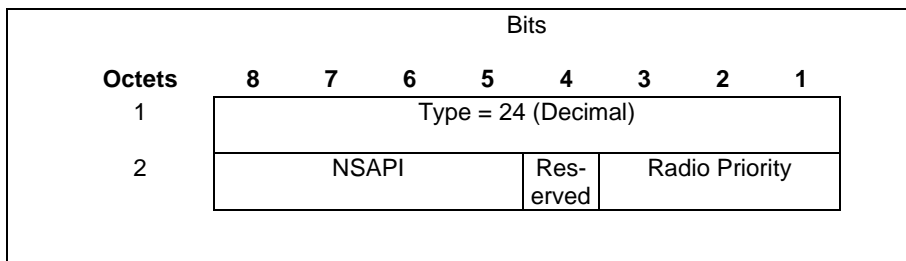 Bits
Octets 8 7 6 5 4 3 2 1
1 Type = 24 (Decimal)
2 NSAPI Res- Radio Priority
erved